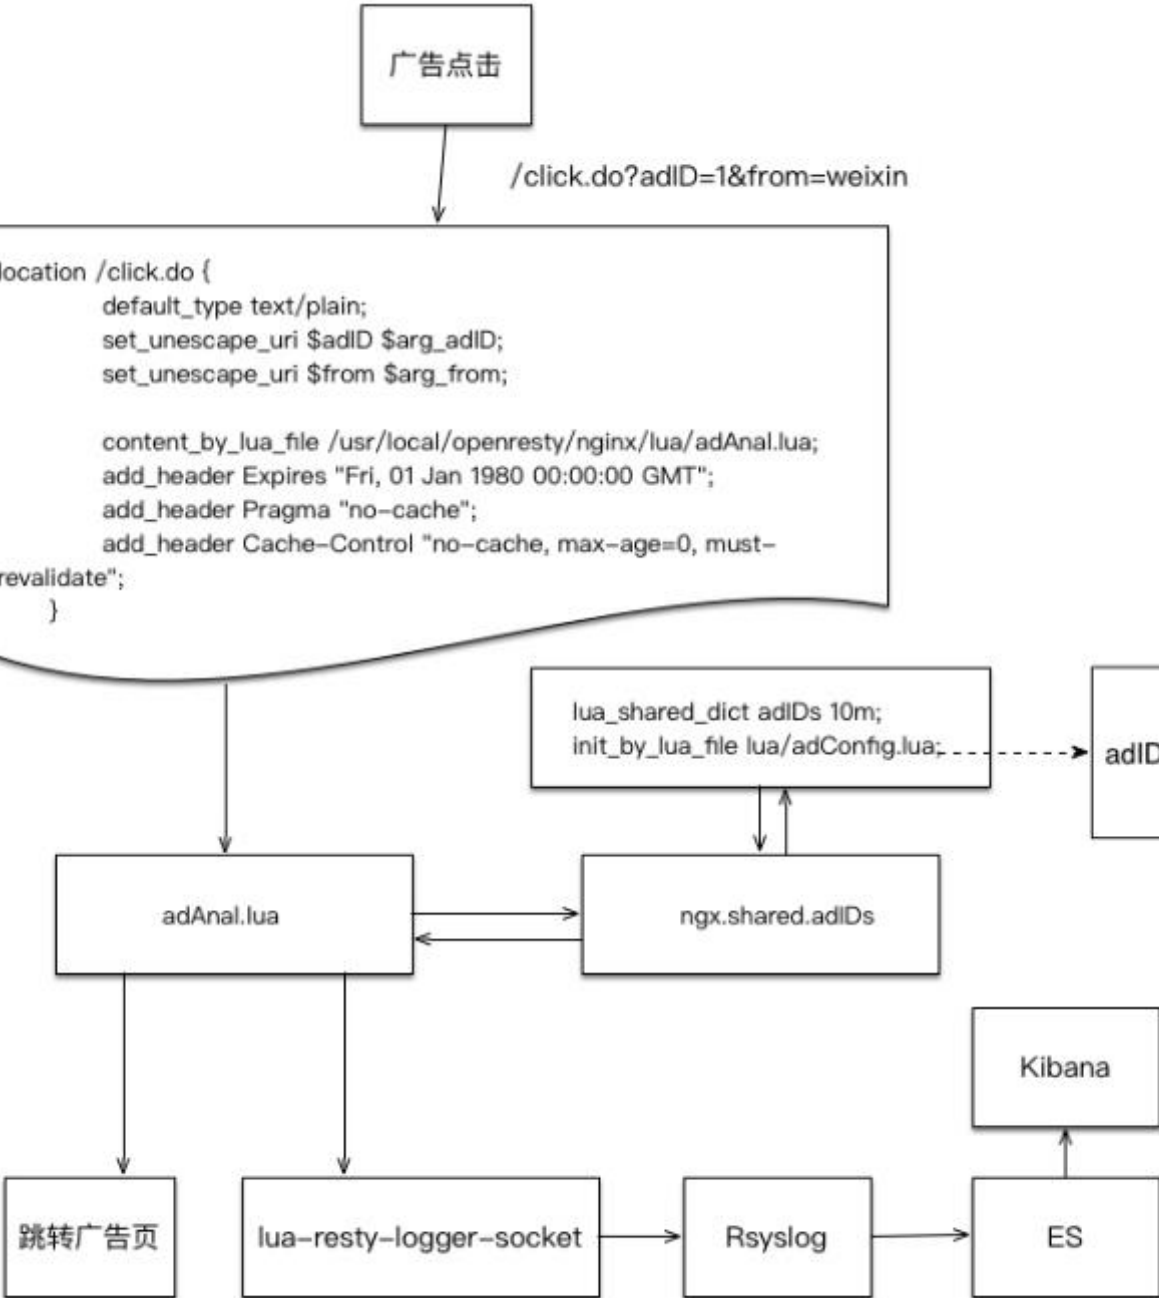 广告点击
/click.do?adID=1&from=weixin
location /click.do {
default_type text/plain;
set_unescape_uri $adID $arg_adID;
set_unescape_uri $from $arg_from;
content_by_lua_file /usr/local/openresty/nginx/lua/adAnal.lua;
add_header Expires "Fri, 01 Jan 1980 00:00:00 GMT";
add_header Pragma "no-cache";
add_header Cache-Control "no-cache, max-age=0, must-
revalidate";
}
lua_shared_dict adIDs 10m;
init_by_lua_file lua/adConfig.lua;
adID
adAnal.lua
ngx.shared.adIDs
Kibana
跳转广告页
lua-resty-logger-socket
Rsyslog
ES